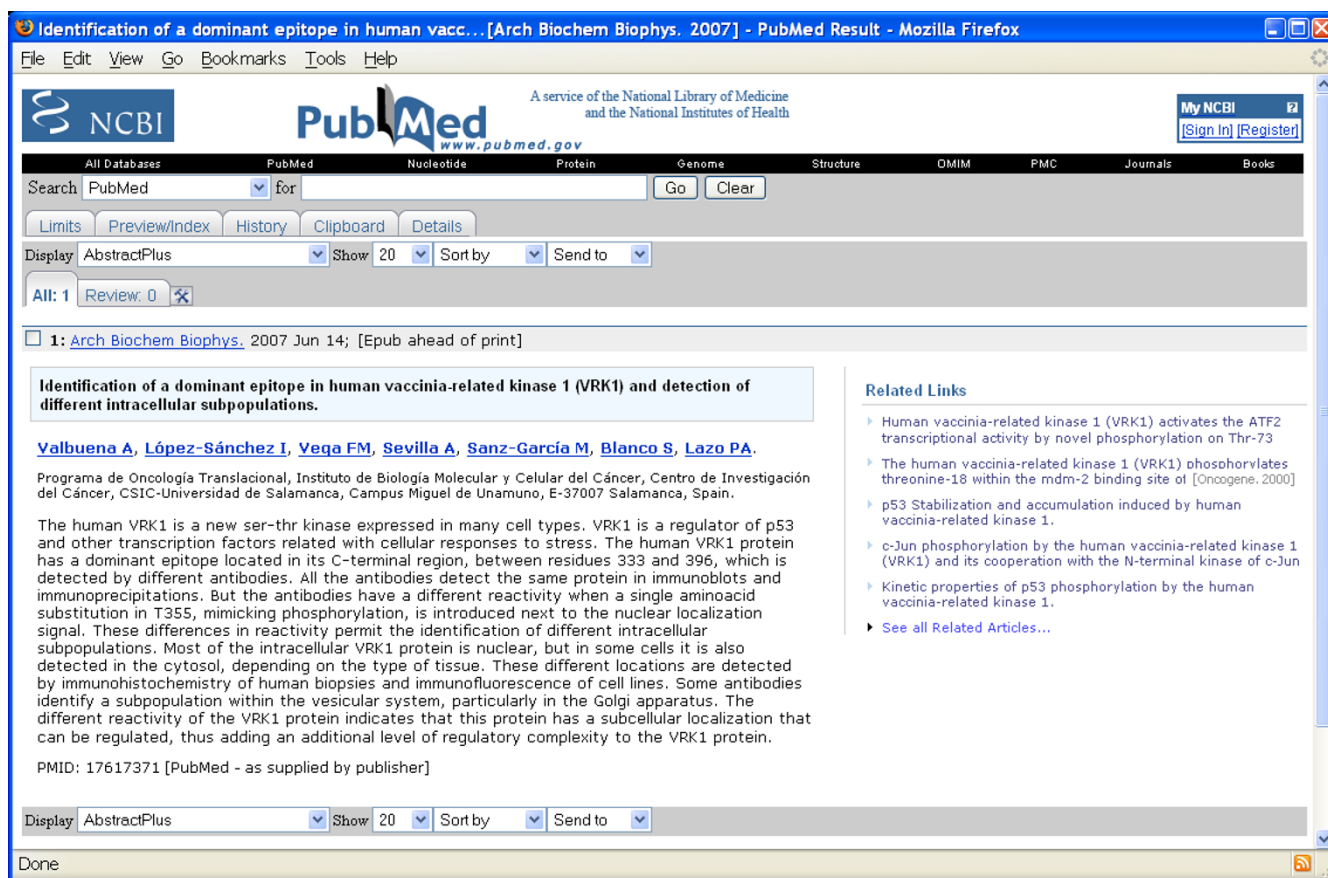 Identification of a dominant epitope in human vacc... [Arch Biochem Biophys. 2007] - PubMed Result - Mozilla Firefox
File Edit View Go Bookmarks Tools Help
NCBI
PubMed
www.pubmed.gov
A service of the National Library of Medicine
and the National Institutes of Health
My NCBI ?
[Sign In] [Register]
All Databases PubMed Nucleotide Protein Genome Structure OMIM PMC Journals Books
Search PubMed for Go Clear
Limits Preview/Index History Clipboard Details
Display AbstractPlus Show 20 Sort by Send to
All: 1 Review: 0
1: Arch Biochem Biophys. 2007 Jun 14; [Epub ahead of print]
Identification of a dominant epitope in human vaccinia-related kinase 1 (VRK1) and detection of
different intracellular subpopulations.
Valbuena A, López-Sánchez I, Vega FM, Sevilla A, Sanz-García M, Blanco S, Lazo PA.
Programa de Oncología Translacional, Instituto de Biología Molecular y Celular del Cáncer, Centro de Investigación
del Cáncer, CSIC-Universidad de Salamanca, Campus Miguel de Unamuno, E-37007 Salamanca, Spain.
The human VRK1 is a new ser-thr kinase expressed in many cell types. VRK1 is a regulator of p53
and other transcription factors related with cellular responses to stress. The human VRK1 protein
has a dominant epitope located in its C-terminal region, between residues 333 and 396, which is
detected by different antibodies. All the antibodies detect the same protein in immunoblots and
immunoprecipitations. But the antibodies have a different reactivity when a single aminoacid
substitution in T355, mimicking phosphorylation, is introduced next to the nuclear localization
signal. These differences in reactivity permit the identification of different intracellular
subpopulations. Most of the intracellular VRK1 protein is nuclear, but in some cells it is also
detected in the cytosol, depending on the type of tissue. These different locations are detected
by immunohistochemistry of human biopsies and immunofluorescence of cell lines. Some antibodies
identify a subpopulation within the vesicular system, particularly in the Golgi apparatus. The
different reactivity of the VRK1 protein indicates that this protein has a subcellular localization that
can be regulated, thus adding an additional level of regulatory complexity to the VRK1 protein.
PMID: 17617371 [PubMed - as supplied by publisher]
Related Links
Human vaccinia-related kinase 1 (VRK1) activates the ATF2
transcriptional activity by novel phosphorylation on Thr-73
The human vaccinia-related kinase 1 (VRK1) phosphorylates
threonine-18 within the mdm-2 binding site of [Oncogene. 2000]
p53 Stabilization and accumulation induced by human
vaccinia-related kinase 1.
c-Jun phosphorylation by the human vaccinia-related kinase 1
(VRK1) and its cooperation with the N-terminal kinase of c-Jun
Kinetic properties of p53 phosphorylation by the human
vaccinia-related kinase 1.
See all Related Articles...
Display AbstractPlus Show 20 Sort by Send to
Done